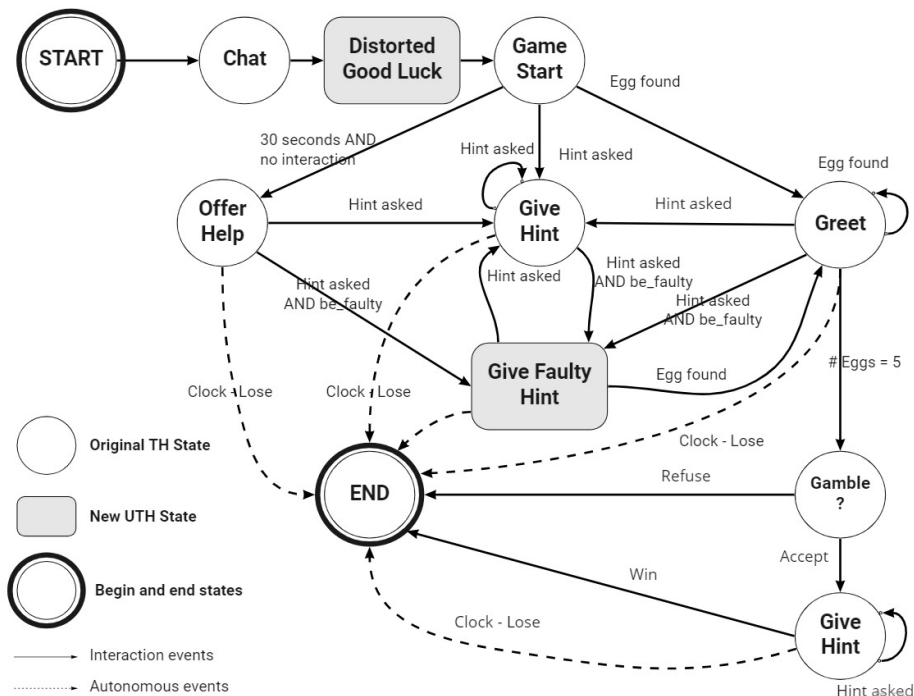 START
Chat
Distorted
Good Luck
Game
Start
Egg found
30 seconds AND
no interaction
Hint asked
Hint asked
Egg found
Offer
Help
Hint asked
Give
Hint
Hint asked
Greet
Hint asked
AND be_faulty
Hint asked
Hint asked
AND be_faulty
Hint asked
AND be_faulty
Give Faulty
Hint
Egg found
# Eggs = 5
Clock - Lose
Clock - Lose
Clock - Lose
Original TH State
END
Refuse
Gamble
?
New UTH State
Accept
Win
Begin and end states
Clock - Lose
Give
Hint
Interaction events
Autonomous events
Hint asked